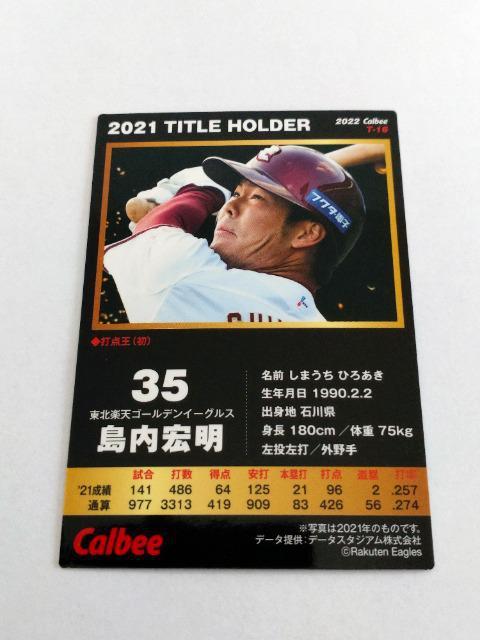 2021 TITLE HOLDER
2022 Calbee
T-16
フクダ電子
◆打点王(初)
35
東北楽天ゴールデンイーグルス
島内宏明
名前 しまうち ひろあき
生年月日 1990.2.2
出身地 石川県
身長 180cm／体重 75kg
左投左打／外野手
試合 打数 得点 安打 本塁打 打点 盗塁 打率
'21成績 141 486 64 125 21 96 2 .257
通算 977 3313 419 909 83 426 56 .274
Calbee
※写真は2021年のものです。
データ提供：データスタジアム株式会社
©Rakuten Eagles